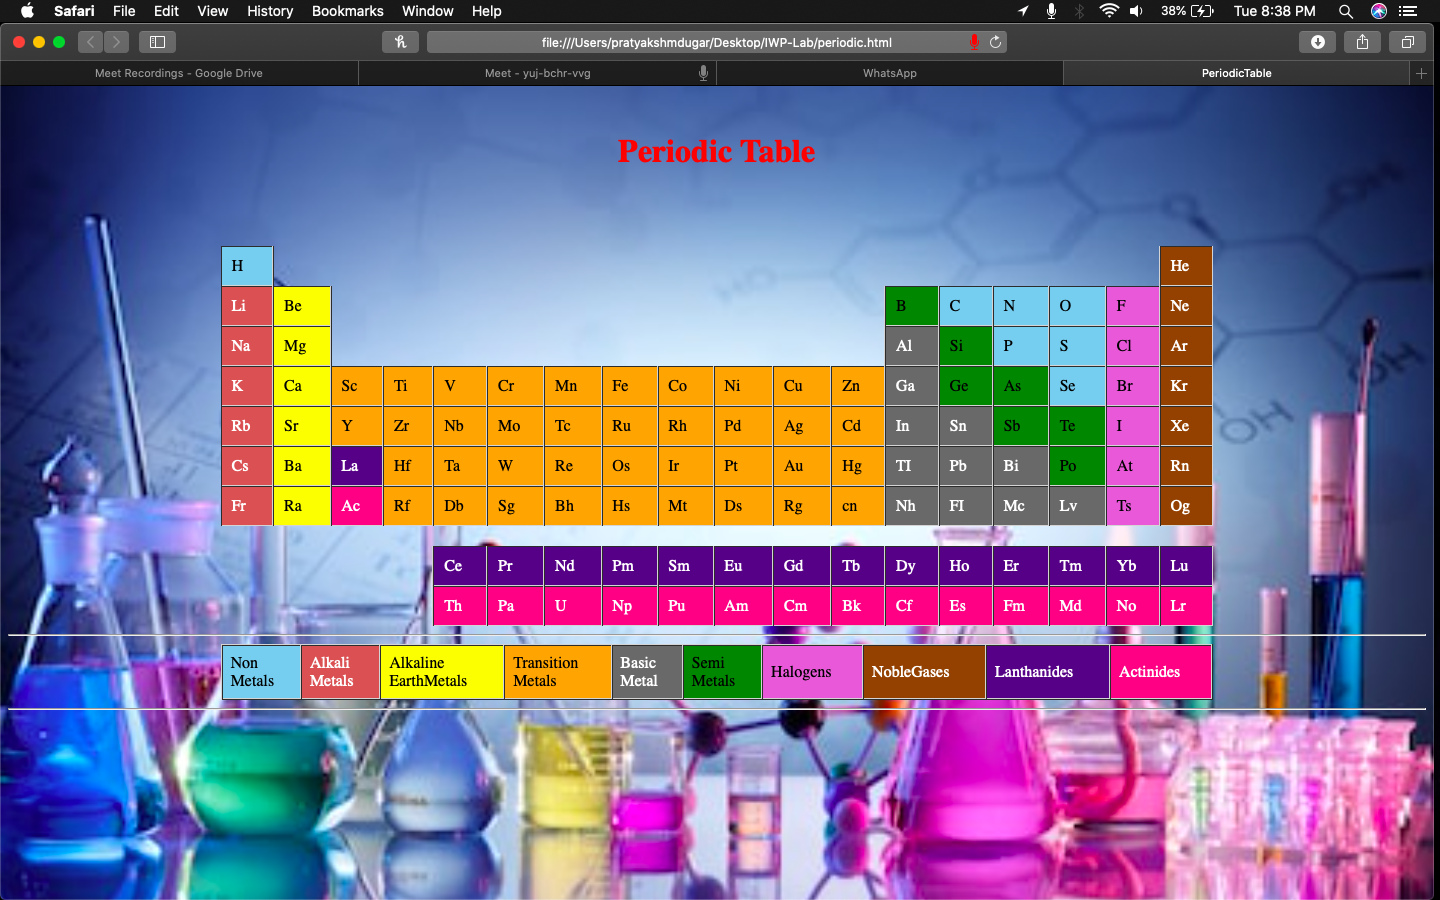 Safari File Edit View History Bookmarks Window Help 38% Tue 8:38 PM
file:///Users/pratyakshmdugar/Desktop/IWP-Lab/periodic.html
Meet Recordings - Google Drive Meet - yuj-bchr-vvg WhatsApp PeriodicTable
Periodic Table
H He
Li Be B C N O F Ne
Na Mg Al Si P S Cl Ar
K Ca Sc Ti V Cr Mn Fe Co Ni Cu Zn Ga Ge As Se Br Kr
Rb Sr Y Zr Nb Mo Tc Ru Rh Pd Ag Cd In Sn Sb Te I Xe
Cs Ba La Hf Ta W Re Os Ir Pt Au Hg TI Pb Bi Po At Rn
Fr Ra Ac Rf Db Sg Bh Hs Mt Ds Rg cn Nh FI Mc Lv Ts Og
Ce Pr Nd Pm Sm Eu Gd Tb Dy Ho Er Tm Yb Lu
Th Pa U Np Pu Am Cm Bk Cf Es Fm Md No Lr
Non Metals
Alkali Metals
Alkaline EarthMetals
Transition Metals
Basic Metal
Semi Metals
Halogens
NobleGases
Lanthanides
Actinides
HO
OH
OH
OH